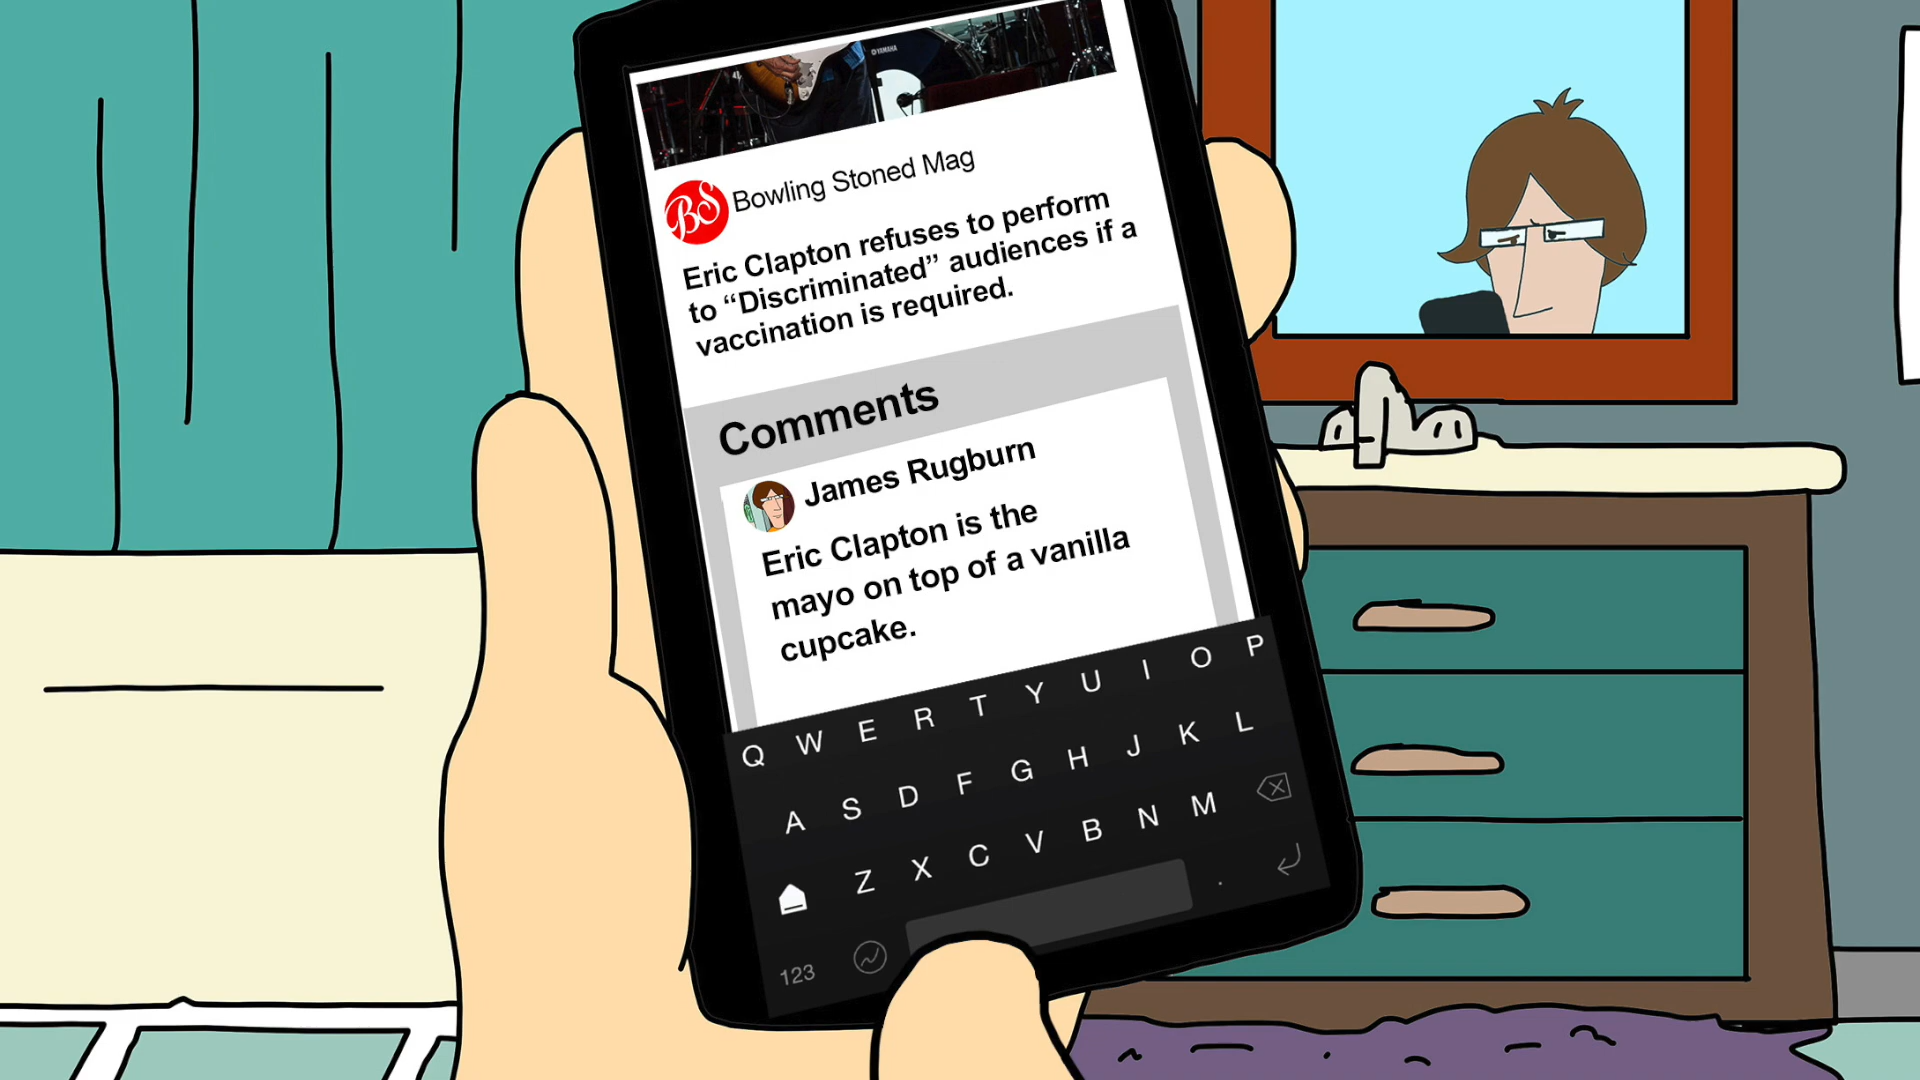 YAMAHA
BS
Bowling Stoned Mag
Eric Clapton refuses to perform
to “Discriminated” audiences if a
vaccination is required.
Comments
James Rugburn
Eric Clapton is the
mayo on top of a vanilla
cupcake.
Q W E R T Y U I O P
A S D F G H J K L
Z X C V B N M
123 .